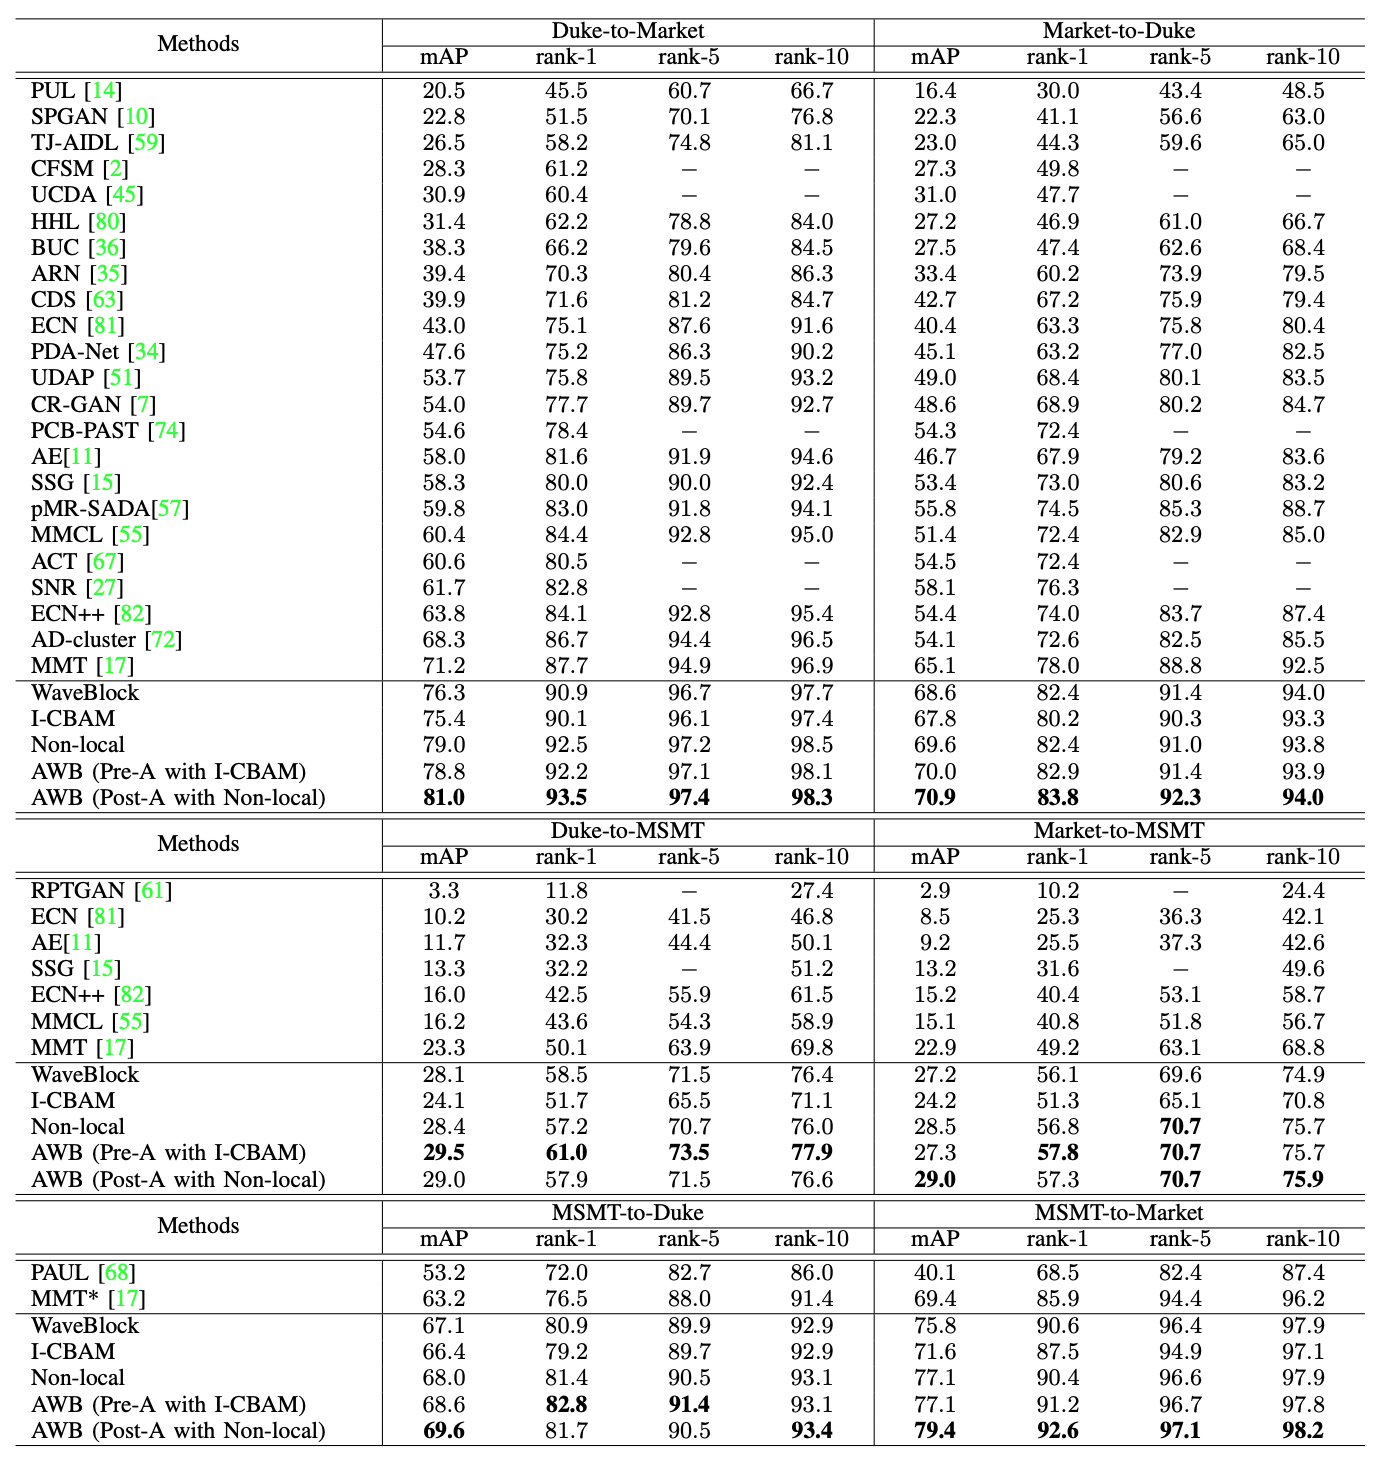 Methods Duke-to-Market Market-to-Duke
mAP rank-1 rank-5 rank-10 mAP rank-1 rank-5 rank-10
PUL [14] 20.5 45.5 60.7 66.7 16.4 30.0 43.4 48.5
SPGAN [10] 22.8 51.5 70.1 76.8 22.3 41.1 56.6 63.0
TJ-AIDL [59] 26.5 58.2 74.8 81.1 23.0 44.3 59.6 65.0
CFSM [2] 28.3 61.2 − − 27.3 49.8 − −
UCDA [45] 30.9 60.4 − − 31.0 47.7 − −
HHL [80] 31.4 62.2 78.8 84.0 27.2 46.9 61.0 66.7
BUC [36] 38.3 66.2 79.6 84.5 27.5 47.4 62.6 68.4
ARN [35] 39.4 70.3 80.4 86.3 33.4 60.2 73.9 79.5
CDS [63] 39.9 71.6 81.2 84.7 42.7 67.2 75.9 79.4
ECN [81] 43.0 75.1 87.6 91.6 40.4 63.3 75.8 80.4
PDA-Net [34] 47.6 75.2 86.3 90.2 45.1 63.2 77.0 82.5
UDAP [51] 53.7 75.8 89.5 93.2 49.0 68.4 80.1 83.5
CR-GAN [7] 54.0 77.7 89.7 92.7 48.6 68.9 80.2 84.7
PCB-PAST [74] 54.6 78.4 − − 54.3 72.4 − −
AE[11] 58.0 81.6 91.9 94.6 46.7 67.9 79.2 83.6
SSG [15] 58.3 80.0 90.0 92.4 53.4 73.0 80.6 83.2
pMR-SADA[57] 59.8 83.0 91.8 94.1 55.8 74.5 85.3 88.7
MMCL [55] 60.4 84.4 92.8 95.0 51.4 72.4 82.9 85.0
ACT [67] 60.6 80.5 − − 54.5 72.4 − −
SNR [27] 61.7 82.8 − − 58.1 76.3 − −
ECN++ [82] 63.8 84.1 92.8 95.4 54.4 74.0 83.7 87.4
AD-cluster [72] 68.3 86.7 94.4 96.5 54.1 72.6 82.5 85.5
MMT [17] 71.2 87.7 94.9 96.9 65.1 78.0 88.8 92.5
WaveBlock 76.3 90.9 96.7 97.7 68.6 82.4 91.4 94.0
I-CBAM 75.4 90.1 96.1 97.4 67.8 80.2 90.3 93.3
Non-local 79.0 92.5 97.2 98.5 69.6 82.4 91.0 93.8
AWB (Pre-A with I-CBAM) 78.8 92.2 97.1 98.1 70.0 82.9 91.4 93.9
AWB (Post-A with Non-local) 81.0 93.5 97.4 98.3 70.9 83.8 92.3 94.0
Methods Duke-to-MSMT Market-to-MSMT
mAP rank-1 rank-5 rank-10 mAP rank-1 rank-5 rank-10
RPTGAN [61] 3.3 11.8 − 27.4 2.9 10.2 − 24.4
ECN [81] 10.2 30.2 41.5 46.8 8.5 25.3 36.3 42.1
AE[11] 11.7 32.3 44.4 50.1 9.2 25.5 37.3 42.6
SSG [15] 13.3 32.2 − 51.2 13.2 31.6 − 49.6
ECN++ [82] 16.0 42.5 55.9 61.5 15.2 40.4 53.1 58.7
MMCL [55] 16.2 43.6 54.3 58.9 15.1 40.8 51.8 56.7
MMT [17] 23.3 50.1 63.9 69.8 22.9 49.2 63.1 68.8
WaveBlock 28.1 58.5 71.5 76.4 27.2 56.1 69.6 74.9
I-CBAM 24.1 51.7 65.5 71.1 24.2 51.3 65.1 70.8
Non-local 28.4 57.2 70.7 76.0 28.5 56.8 70.7 75.7
AWB (Pre-A with I-CBAM) 29.5 61.0 73.5 77.9 27.3 57.8 70.7 75.7
AWB (Post-A with Non-local) 29.0 57.9 71.5 76.6 29.0 57.3 70.7 75.9
Methods MSMT-to-Duke MSMT-to-Market
mAP rank-1 rank-5 rank-10 mAP rank-1 rank-5 rank-10
PAUL [68] 53.2 72.0 82.7 86.0 40.1 68.5 82.4 87.4
MMT* [17] 63.2 76.5 88.0 91.4 69.4 85.9 94.4 96.2
WaveBlock 67.1 80.9 89.9 92.9 75.8 90.6 96.4 97.9
I-CBAM 66.4 79.2 89.7 92.9 71.6 87.5 94.9 97.1
Non-local 68.0 81.4 90.5 93.1 77.1 90.4 96.6 97.9
AWB (Pre-A with I-CBAM) 68.6 82.8 91.4 93.1 77.1 91.2 96.7 97.8
AWB (Post-A with Non-local) 69.6 81.7 90.5 93.4 79.4 92.6 97.1 98.2